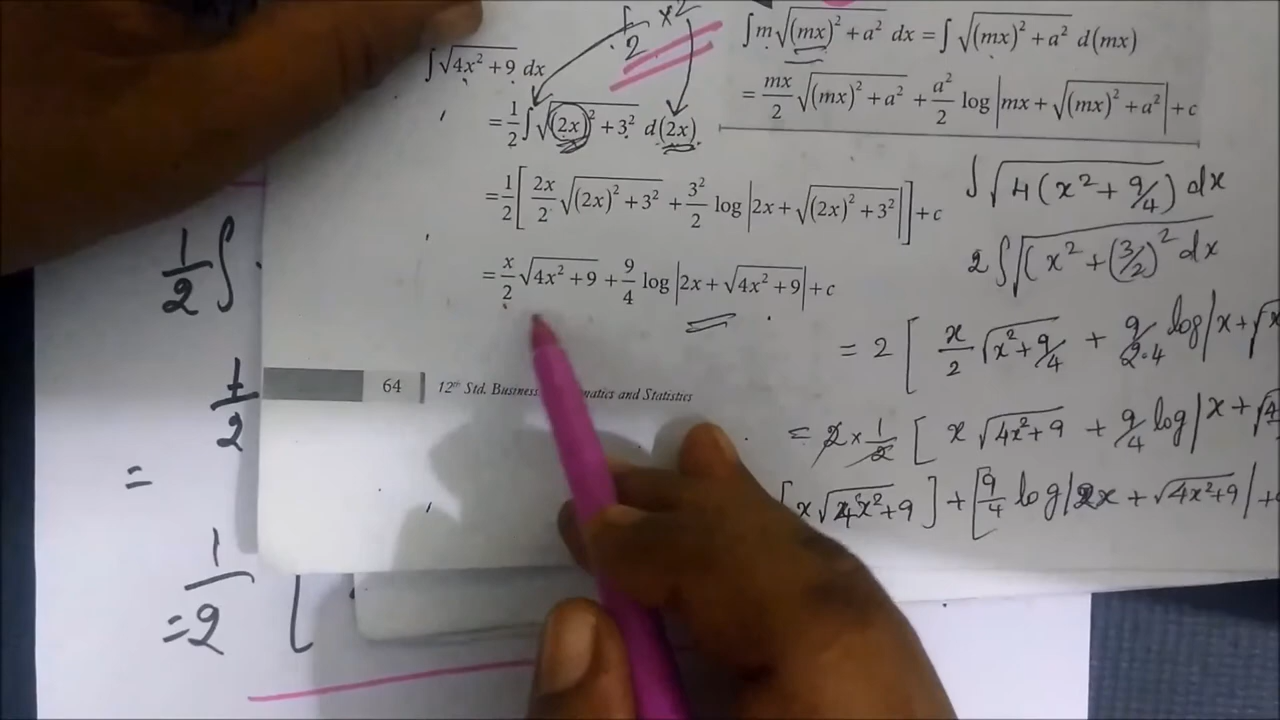 ∫√(4x² + 9) dx
1/2 x²
= 1/2 ∫ √((2x)² + 3²) d(2x)
= 1/2 [ 2x/2 √((2x)² + 3²) + 3²/2 log |2x + √((2x)² + 3²)| ] + c
= x/2 √(4x² + 9) + 9/4 log |2x + √(4x² + 9)| + c
64 12th Std. Business Statistics
∫ m √((mx)² + a²) dx = ∫ √((mx)² + a²) d(mx)
= mx/2 √((mx)² + a²) + a²/2 log |mx + √((mx)² + a²)| + c
∫ √(4(x² + 9/4)) dx
2 ∫ √(x² + (3/2)² dx
= 2 [ x/2 √(x² + 9/4) + 9/2·4 log | x + √x
= 2 × 1/2 [ x √(4x² + 9) + 9/4 log | x + √4
[ x √(4x² + 9 ] + [ 9/4 log | 2x + √(4x² + 9) | +
1/2 ∫
1/2
=
= 1/2 [